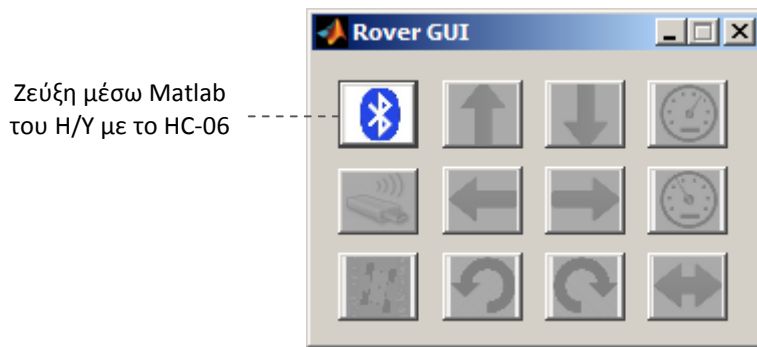 Rover GUI
Ζεύξη μέσω Matlab
του Η/Υ με το HC-06